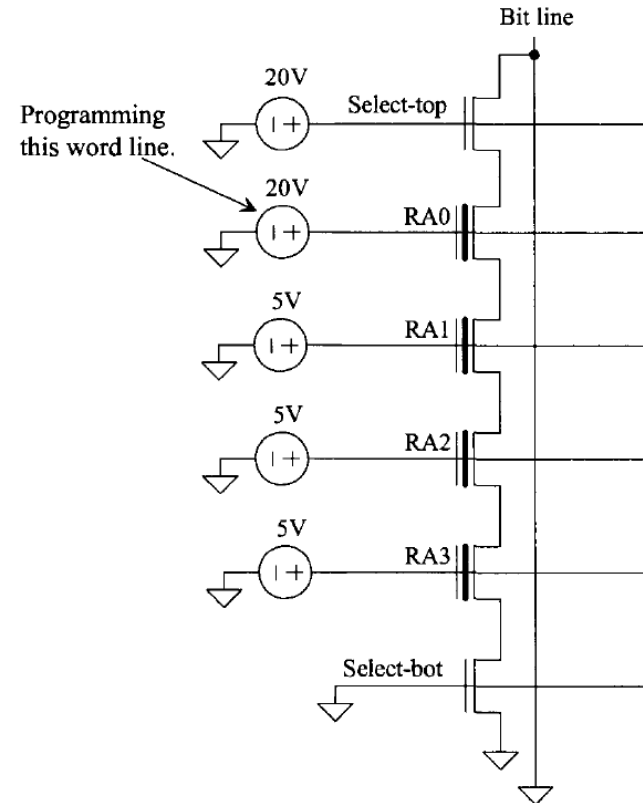 Bit line
20V
Select-top
Programming
this word line.
20V
RA0
5V
RA1
5V
RA2
5V
RA3
Select-bot